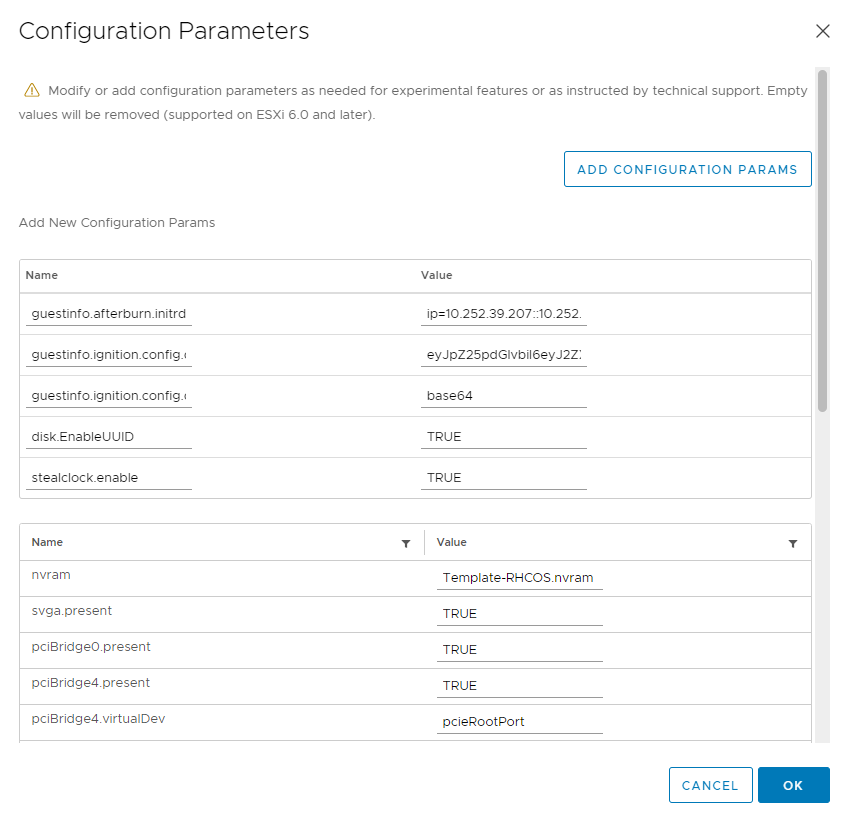 Configuration Parameters
Modify or add configuration parameters as needed for experimental features or as instructed by technical support. Empty
values will be removed (supported on ESXi 6.0 and later).
ADD CONFIGURATION PARAMS
Add New Configuration Params
Name Value
guestinfo.afterburn.initrd ip=10.252.39.207::10.252.
guestinfo.ignition.config. eyJpZ25pdGlvbiI6eyJ2Z
guestinfo.ignition.config. base64
disk.EnableUUID TRUE
stealclock.enable TRUE
Name Value
nvram Template-RHCOS.nvram
svga.present TRUE
pciBridge0.present TRUE
pciBridge4.present TRUE
pciBridge4.virtualDev pcieRootPort
CANCEL OK